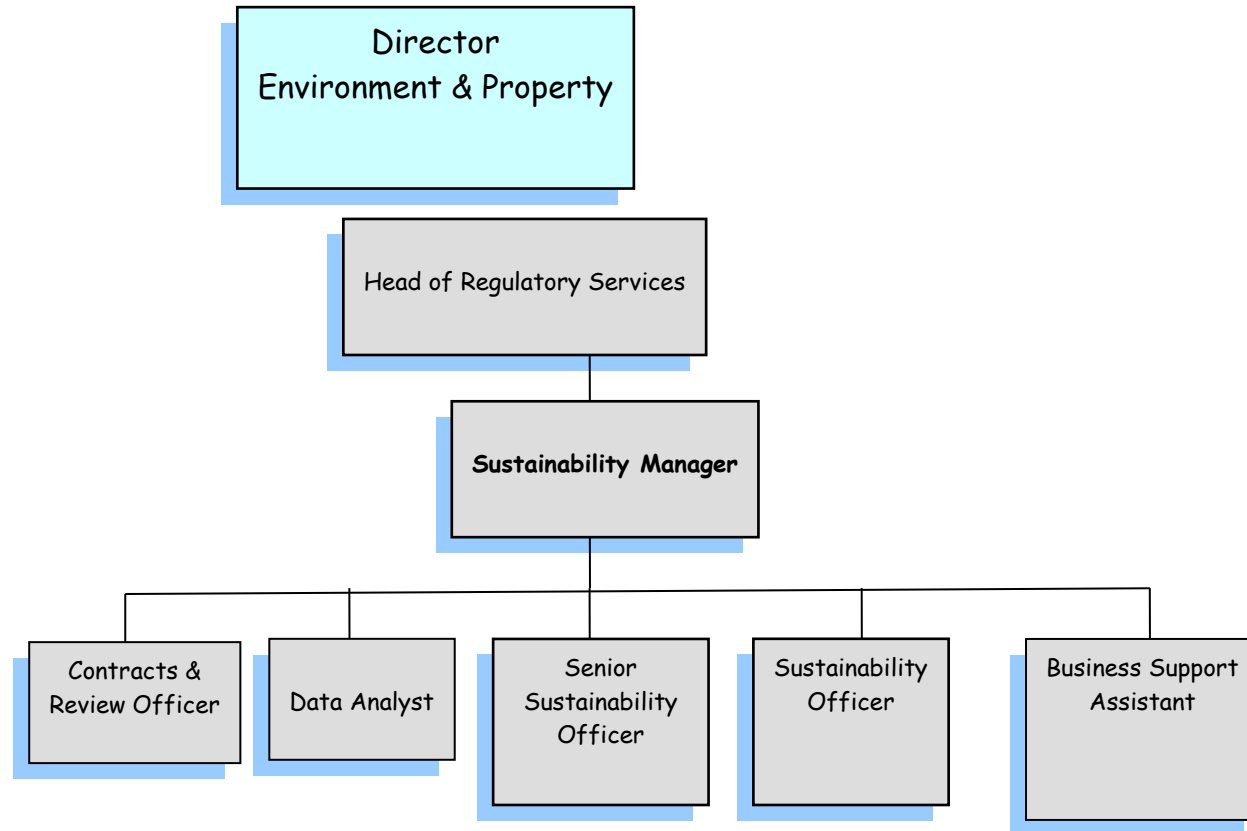 Director
Environment & Property
Head of Regulatory Services
Sustainability Manager
Contracts &
Review Officer
Data Analyst
Senior
Sustainability
Officer
Sustainability
Officer
Business Support
Assistant